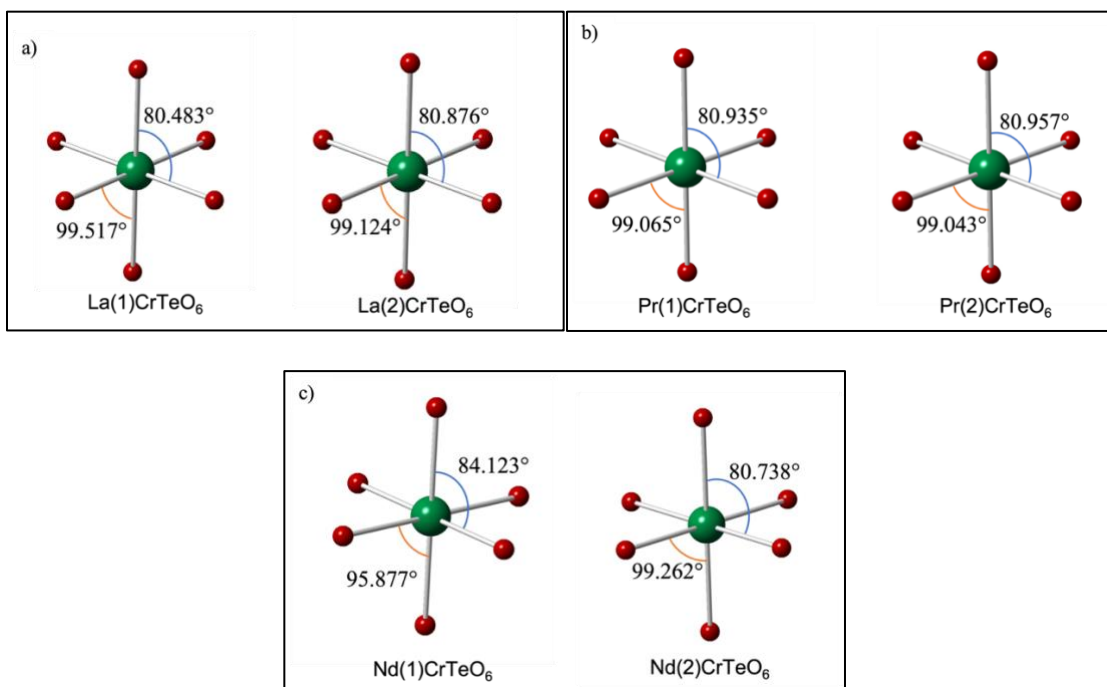 a)
80.483°
99.517°
La(1)CrTeO₆
80.876°
99.124°
La(2)CrTeO₆
b)
80.935°
99.065°
Pr(1)CrTeO₆
80.957°
99.043°
Pr(2)CrTeO₆
c)
84.123°
95.877°
Nd(1)CrTeO₆
80.738°
99.262°
Nd(2)CrTeO₆